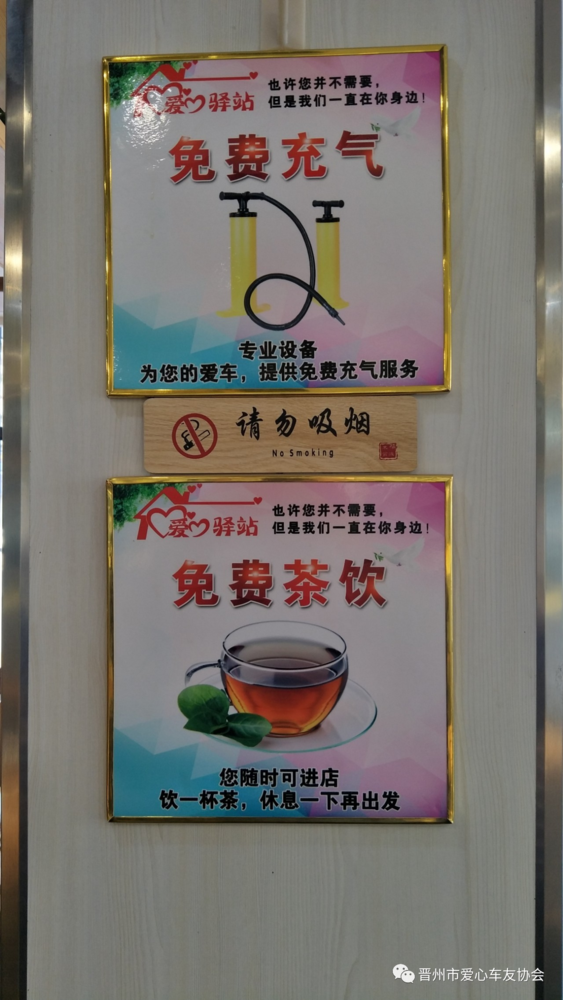 爱心驿站
也许您并不需要，
但是我们一直在你身边！
免费充气
专业设备
为您的爱车，提供免费充气服务
请勿吸烟
No Smoking
爱心驿站
也许您并不需要，
但是我们一直在你身边！
免费茶饮
您随时可进店
饮一杯茶，休息一下再出发
晋州市爱心车友协会